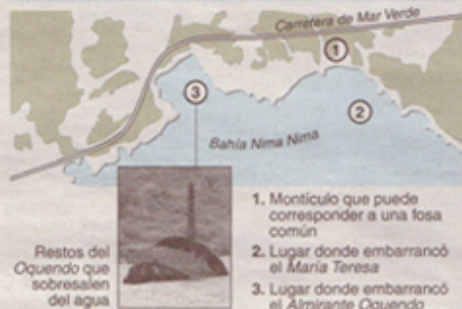 Carrerera de Mar Verde
1
3
2
Bahía Nima Nima
Restos del
Oquendo que
sobresalen
del agua
1. Montículo que puede
corresponder a una fosa
común
2. Lugar donde embarrancó
el María Teresa
3. Lugar donde embarrancó
el Almirante Oquendo